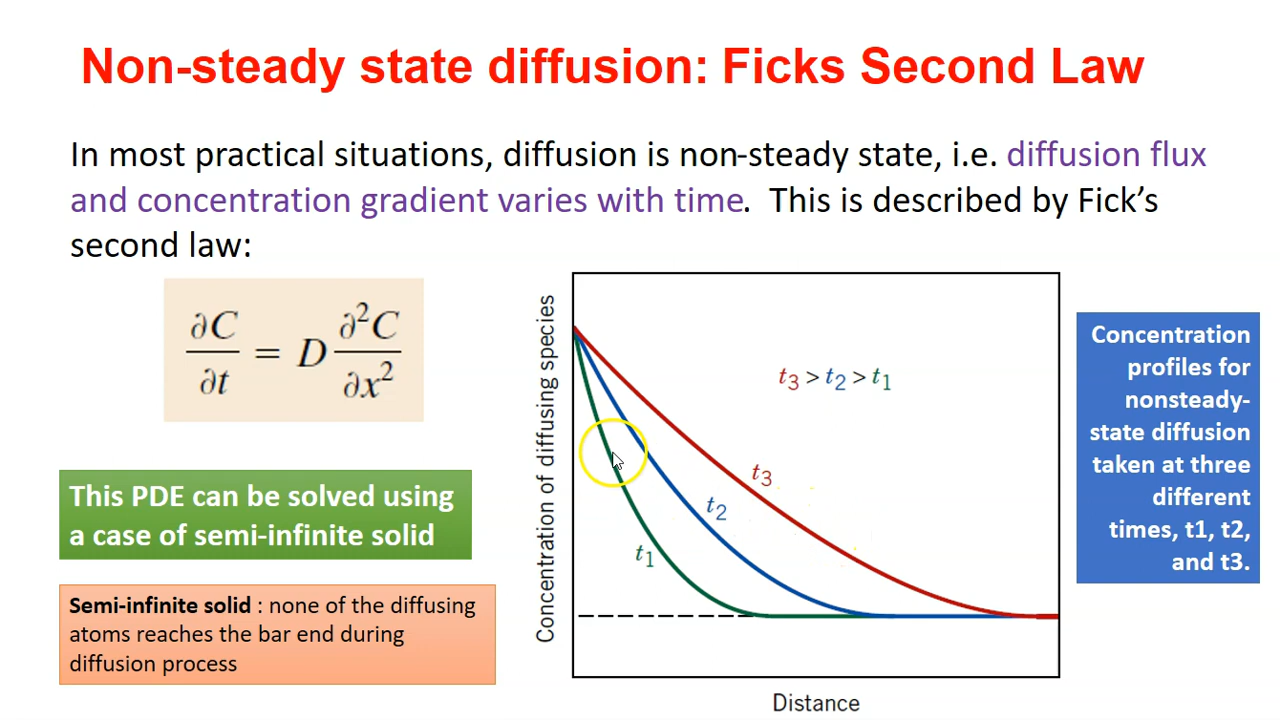 Non-steady state diffusion: Ficks Second Law
In most practical situations, diffusion is non-steady state, i.e. diffusion flux
and concentration gradient varies with time.  This is described by Fick’s
second law:
∂C/∂t = D ∂²C/∂x²
This PDE can be solved using
a case of semi-infinite solid
Semi-infinite solid : none of the diffusing
atoms reaches the bar end during
diffusion process
Concentration of diffusing species
t₃ > t₂ > t₁
t₃
t₂
t₁
Distance
Concentration
profiles for
nonsteady-
state diffusion
taken at three
different
times, t1, t2,
and t3.